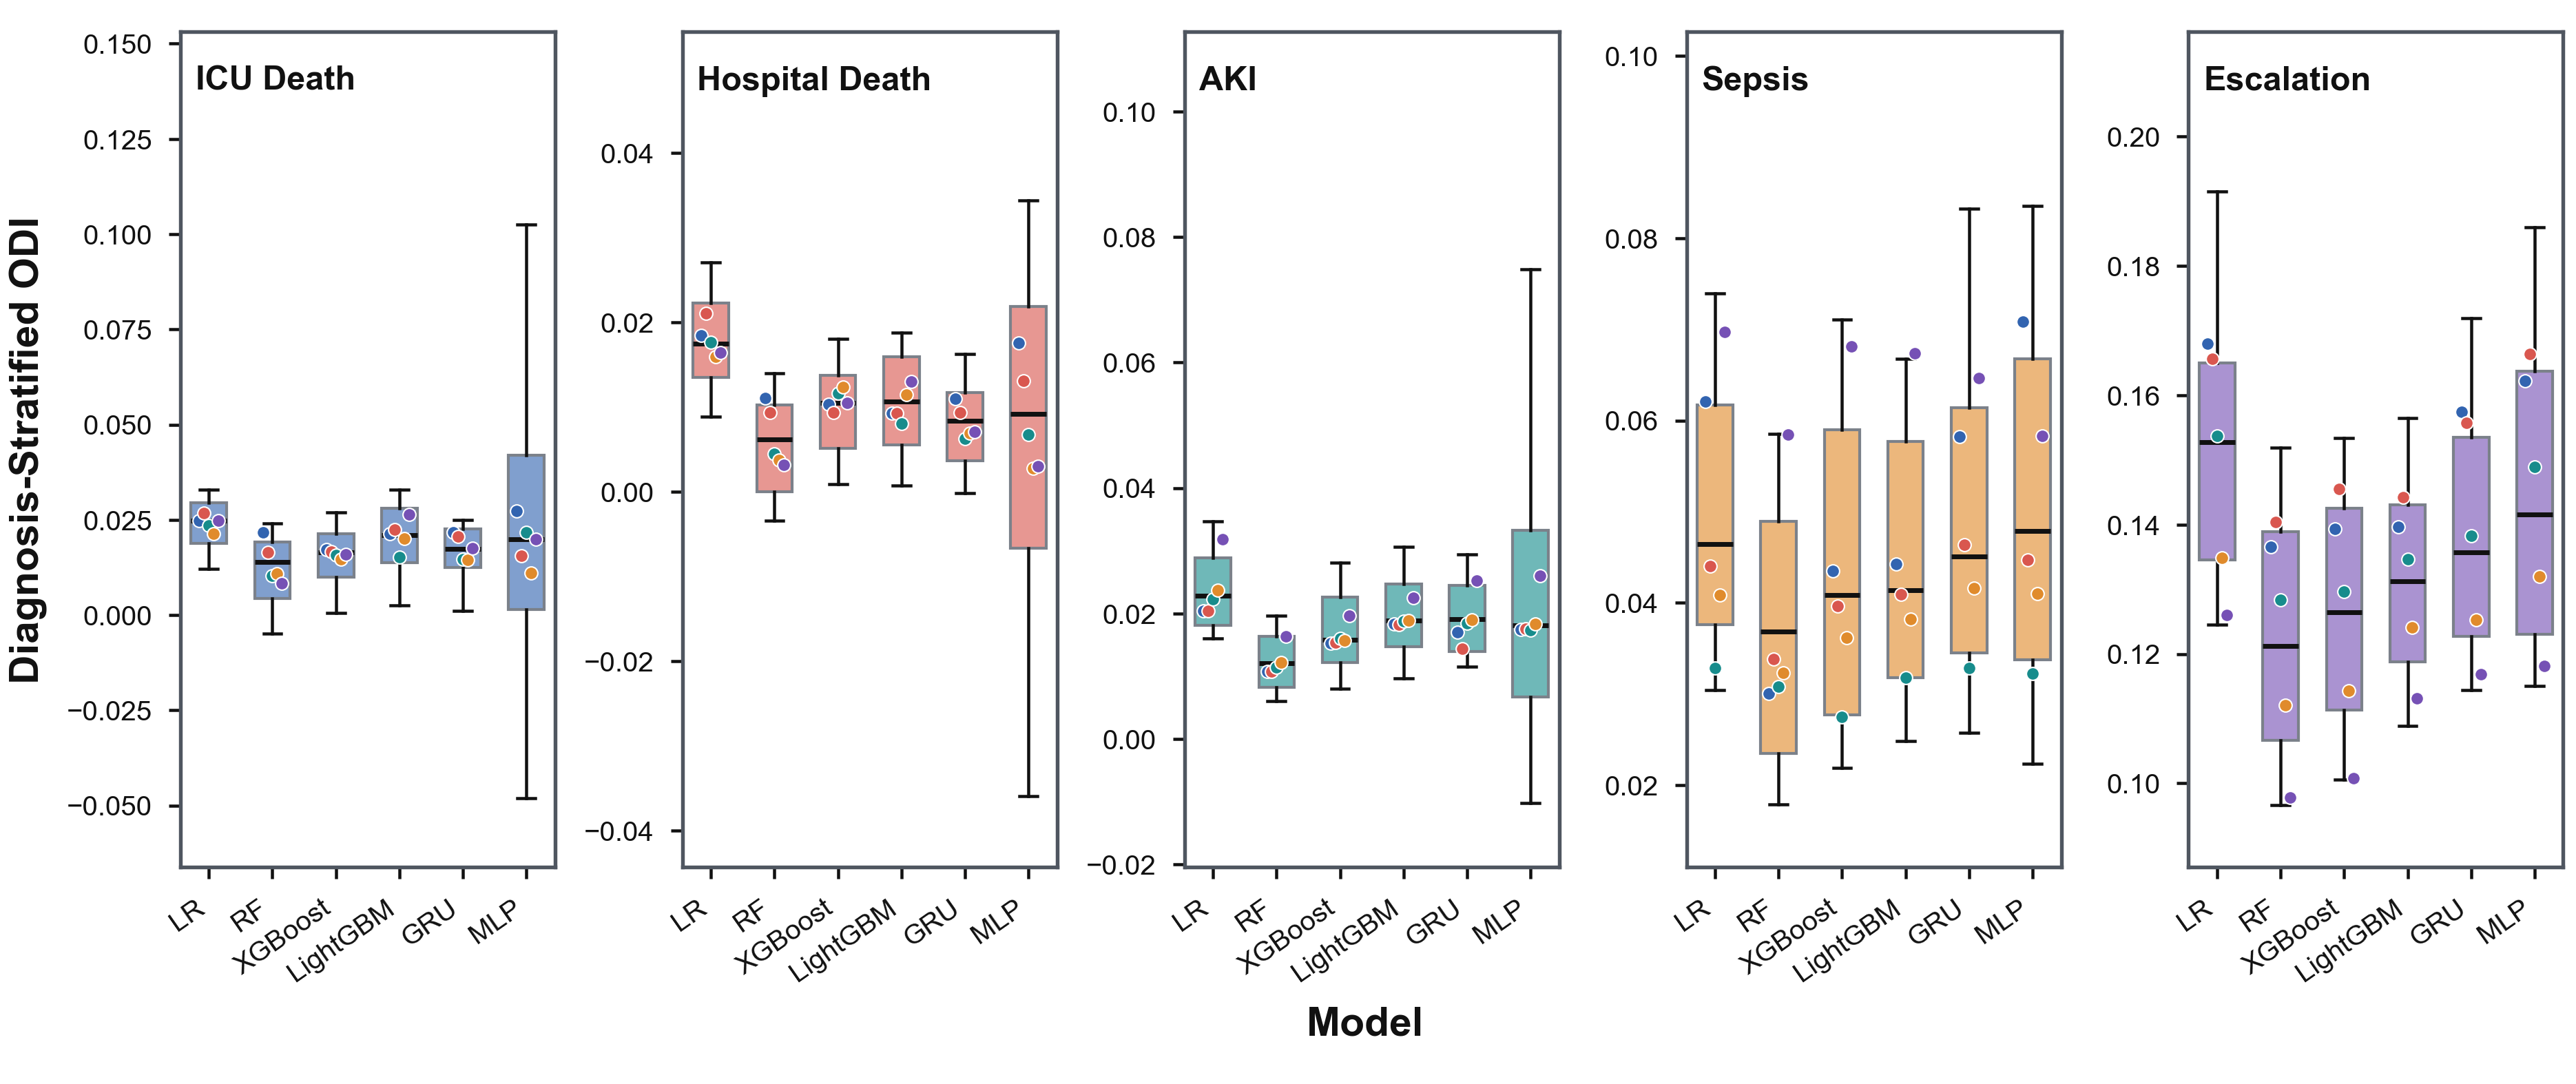 Diagnosis-Stratified ODI
ICU Death
0.150
0.125
0.100
0.075
0.050
0.025
0.000
−0.025
−0.050
LR
RF
XGBoost
LightGBM
GRU
MLP
Hospital Death
0.04
0.02
0.00
−0.02
−0.04
LR
RF
XGBoost
LightGBM
GRU
MLP
AKI
0.10
0.08
0.06
0.04
0.02
0.00
−0.02
LR
RF
XGBoost
LightGBM
GRU
MLP
Sepsis
0.10
0.08
0.06
0.04
0.02
LR
RF
XGBoost
LightGBM
GRU
MLP
Escalation
0.20
0.18
0.16
0.14
0.12
0.10
LR
RF
XGBoost
LightGBM
GRU
MLP
Model